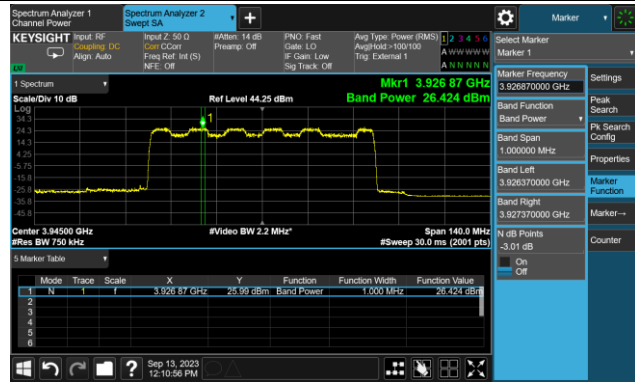 Spectrum Analyzer 1
Channel Power
Spectrum Analyzer 2
Swept SA
+
Marker
KEYSIGHT
Input: RF
Coupling: DC
Align: Auto
Input Z: 50 Ω
Corr CCorr
Freq Ref: Int (S)
NFE: Off
#Atten: 14 dB
Preamp: Off
PNO: Fast
Gate: LO
IF Gain: Low
Sig Track: Off
Avg Type: Power (RMS)
Avg|Hold:>100/100
Trig: External 1
1 2 3 4 5 6
A W W W W W
A N N N N N
Select Marker
Marker 1
1 Spectrum
Scale/Div 10 dB
Ref Level 44.25 dBm
Mkr1 3.926 87 GHz
Band Power 26.424 dBm
Log
34.3
24.3
14.3
4.25
-5.75
-15.8
-25.8
-35.8
-45.8
1
Center 3.94500 GHz
#Res BW 750 kHz
#Video BW 2.2 MHz*
Span 140.0 MHz
#Sweep 30.0 ms (2001 pts)
5 Marker Table
Mode Trace Scale X Y Function Function Width Function Value
1 N 1 f 3.926 87 GHz 25.99 dBm Band Power 1.000 MHz 26.424 dBm
2
3
4
5
6
Marker Frequency
3.926870000 GHz
Band Function
Band Power
Band Span
1.000000 MHz
Band Left
3.926370000 GHz
Band Right
3.927370000 GHz
N dB Points
-3.01 dB
On
Off
Settings
Peak
Search
Pk Search
Config
Properties
Marker
Function
Marker→
Counter
?
Sep 13, 2023
12:10:56 PM